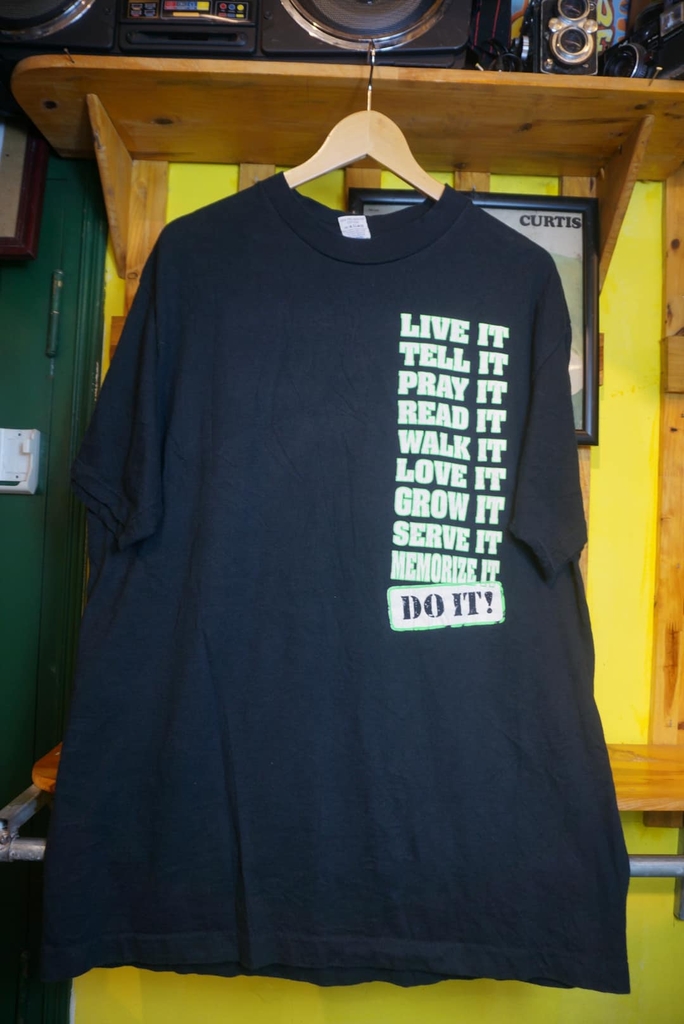 CURTIS
LIVE IT
TELL IT
PRAY IT
READ IT
WALK IT
LOVE IT
GROW IT
SERVE IT
MEMORIZE IT
DO IT!